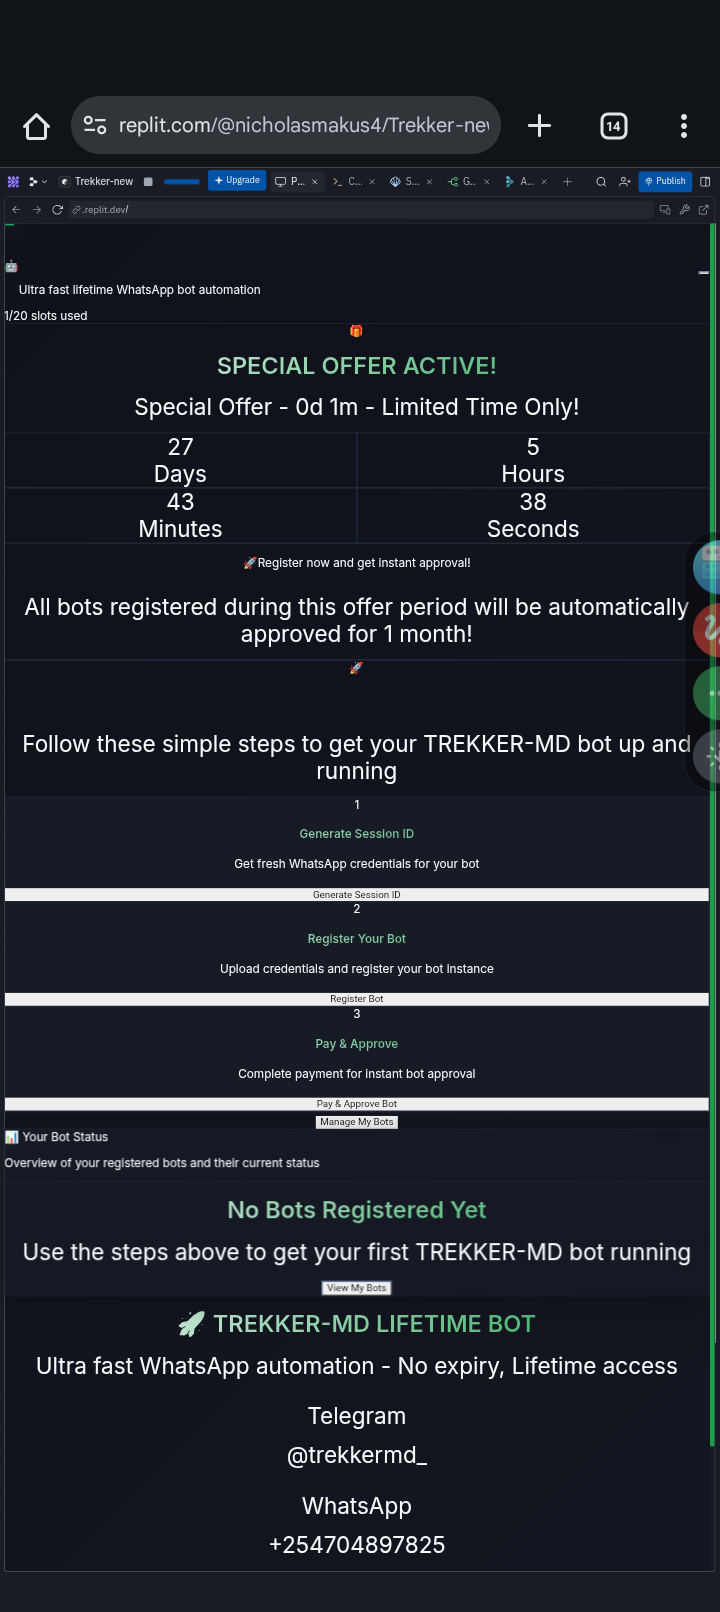 replit.com/@nicholasmakus4/Trekker-nev
14
Trekker-new
Upgrade
P...
C...
S...
G..
A...
Publish
.replit.dev/
Ultra fast lifetime WhatsApp bot automation
1/20 slots used
SPECIAL OFFER ACTIVE!
Special Offer - 0d 1m - Limited Time Only!
27
Days
5
Hours
43
Minutes
38
Seconds
🚀Register now and get instant approval!
All bots registered during this offer period will be automatically
approved for 1 month!
Follow these simple steps to get your TREKKER-MD bot up and
running
1
Generate Session ID
Get fresh WhatsApp credentials for your bot
Generate Session ID
2
Register Your Bot
Upload credentials and register your bot instance
Register Bot
3
Pay & Approve
Complete payment for instant bot approval
Pay & Approve Bot
Manage My Bots
📊 Your Bot Status
Overview of your registered bots and their current status
No Bots Registered Yet
Use the steps above to get your first TREKKER-MD bot running
View My Bots
🚀 TREKKER-MD LIFETIME BOT
Ultra fast WhatsApp automation - No expiry, Lifetime access
Telegram
@trekkermd_
WhatsApp
+254704897825